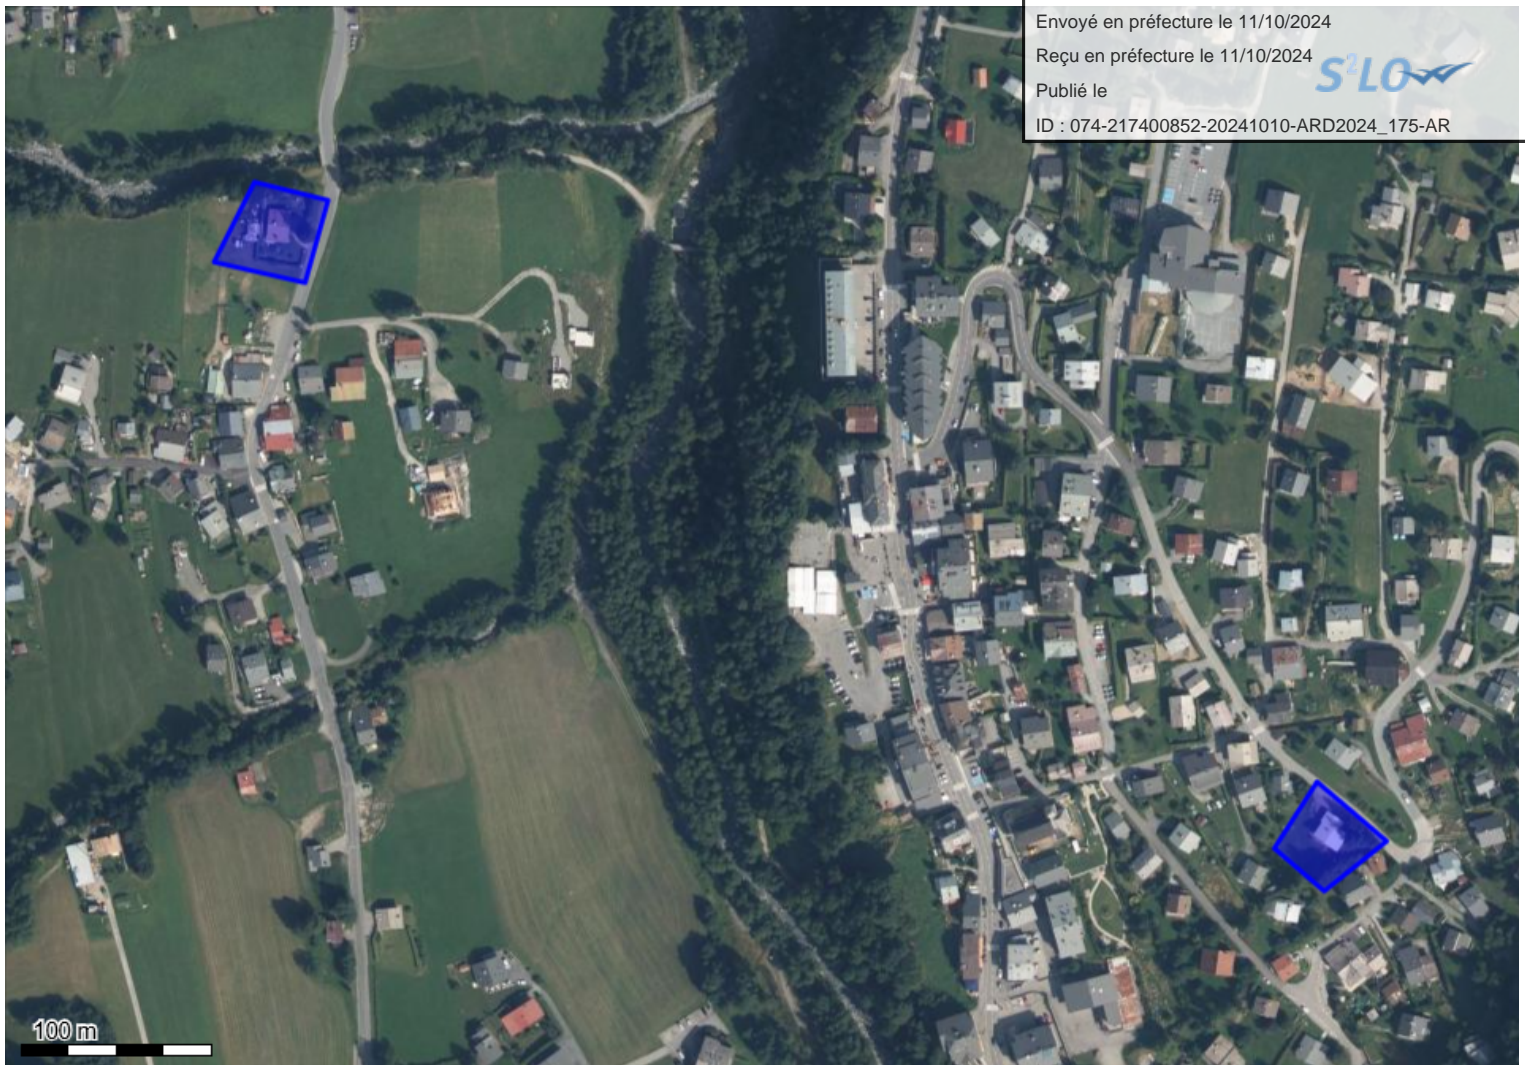 Envoyé en préfecture le 11/10/2024
Reçu en préfecture le 11/10/2024
S²LOW
Publié le
ID : 074-217400852-20241010-ARD2024_175-AR
100 m